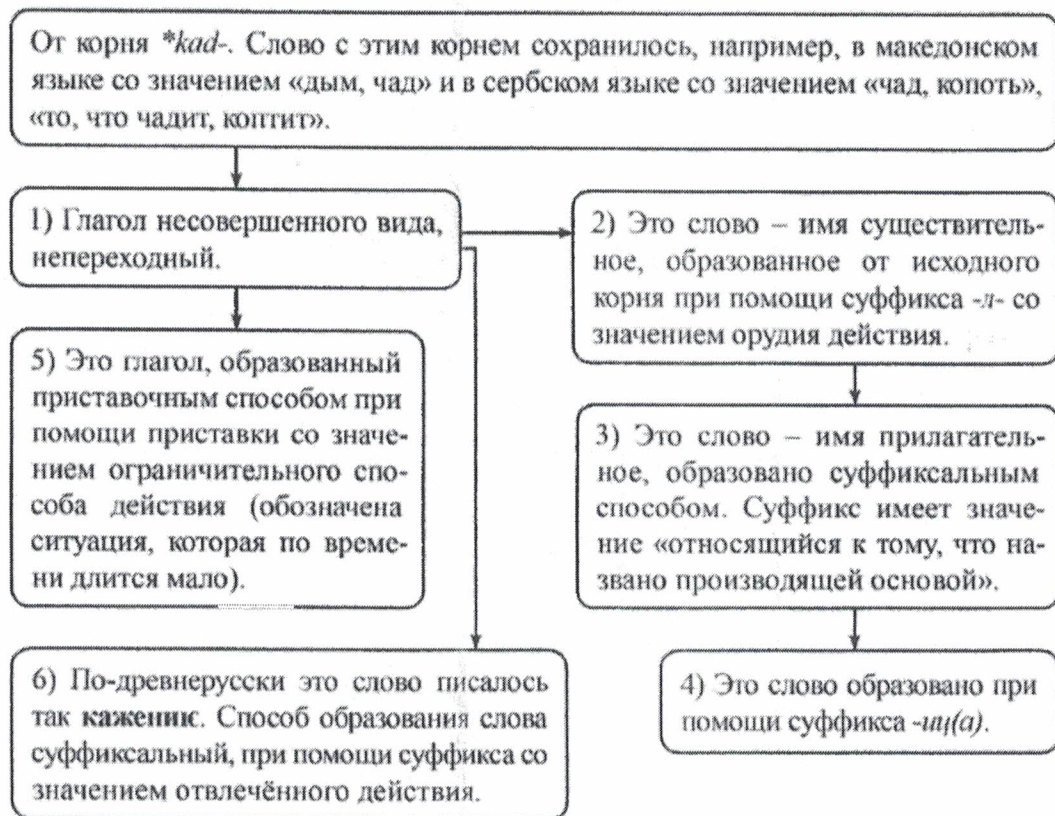 От корня *kad-. Слово с этим корнем сохранилось, например, в македонском
языке со значением «дым, чад» и в сербском языке со значением «чад, копоть»,
«то, что чадит, коптит».
1) Глагол несовершенного вида,
непереходный.
2) Это слово – имя существитель-
ное, образованное от исходного
корня при помощи суффикса -л- со
значением орудия действия.
5) Это глагол, образованный
приставочным способом при
помощи приставки со значе-
нием ограничительного спо-
соба действия (обозначена
ситуация, которая по време-
ни длится мало).
3) Это слово – имя прилагатель-
ное, образовано суффиксальным
способом. Суффикс имеет значе-
ние «относящийся к тому, что на-
звано производящей основой».
6) По-древнерусски это слово писалось
так кажениѥ. Способ образования слова
суффиксальный, при помощи суффикса со
значением отвлечённого действия.
4) Это слово образовано при
помощи суффикса -иц(а).